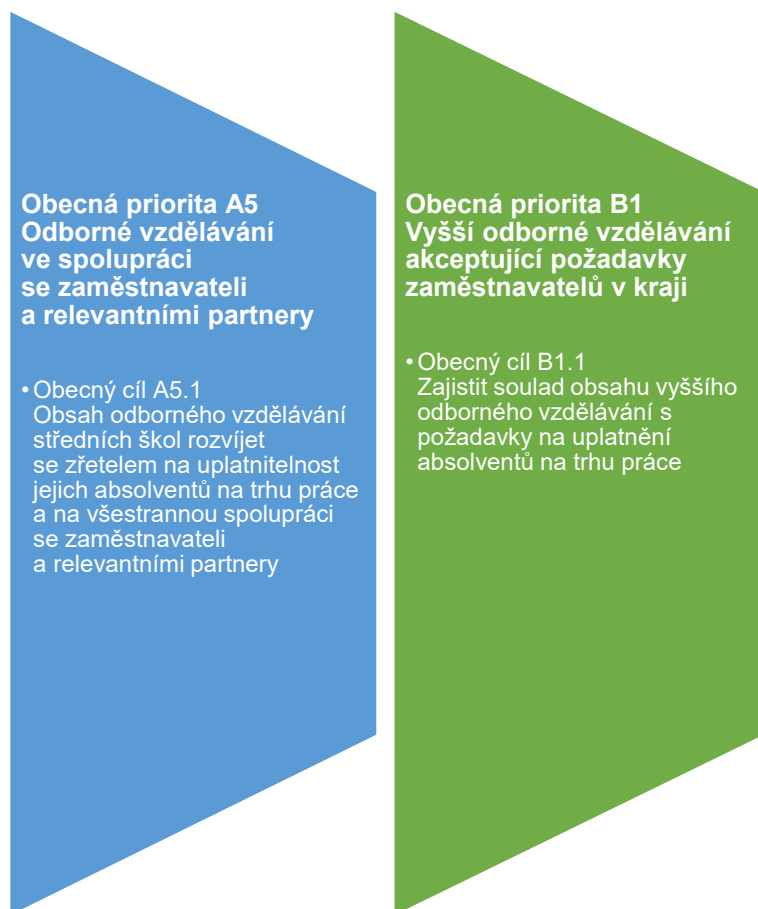 Obecná priorita A5
Odborné vzdělávání
ve spolupráci
se zaměstnavateli
a relevantními partnery
• Obecný cíl A5.1
Obsah odborného vzdělávání
středních škol rozvíjet
se zřetelem na uplatnitelnost
jejich absolventů na trhu práce
a na všestrannou spolupráci
se zaměstnavateli
a relevantními partnery
Obecná priorita B1
Vyšší odborné vzdělávání
akceptující požadavky
zaměstnavatelů v kraji
• Obecný cíl B1.1
Zajistit soulad obsahu vyššího
odborného vzdělávání s
požadavky na uplatnění
absolventů na trhu práce